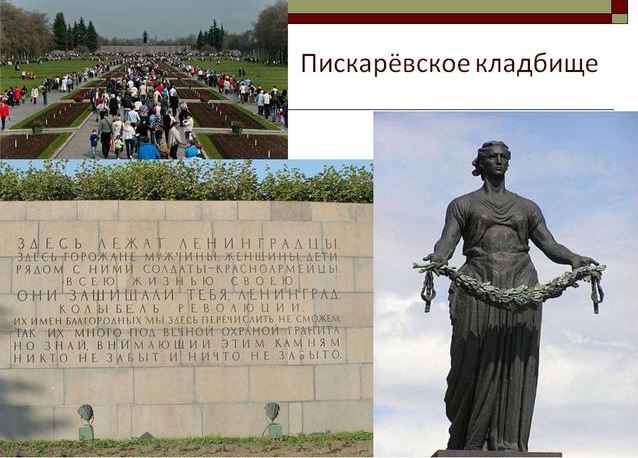 Пискарёвское кладбище
ЗДЕСЬ ЛЕЖАТ ЛЕНИНГРАДЦЫ.
ЗДЕСЬ ГОРОЖАНЕ МУЖЧИНЫ, ЖЕНЩИНЫ, ДЕТИ.
РЯДОМ С НИМИ СОЛДАТЫ-КРАСНОАРМЕЙЦЫ.
ВСЕЮ ЖИЗНЬЮ СВОЕЮ
ОНИ ЗАЩИЩАЛИ ТЕБЯ, ЛЕНИНГРАД,
КОЛЫБЕЛЬ РЕВОЛЮЦИИ.
ИХ ИМЕН БЛАГОРОДНЫХ МЫ ЗДЕСЬ ПЕРЕЧИСЛИТЬ НЕ СМОЖЕМ,
ТАК ИХ МНОГО ПОД ВЕЧНОЙ ОХРАНОЙ ГРАНИТА
НО ЗНАЙ, ВНИМАЮЩИЙ ЭТИМ КАМНЯМ
НИКТО НЕ ЗАБЫТ И НИЧТО НЕ ЗАБЫТО.